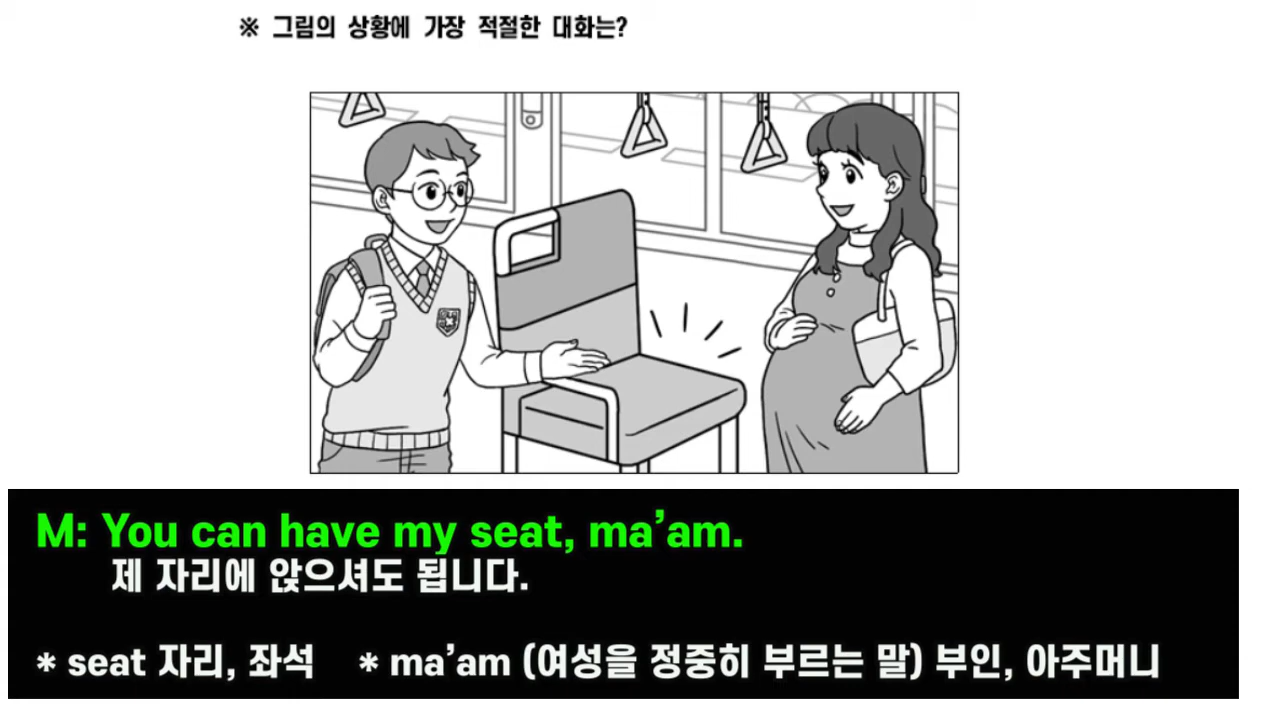 ※ 그림의 상황에 가장 적절한 대화는?
M: You can have my seat, ma’am.
제 자리에 앉으셔도 됩니다.
* seat 자리, 좌석 * ma’am (여성을 정중히 부르는 말) 부인, 아주머니